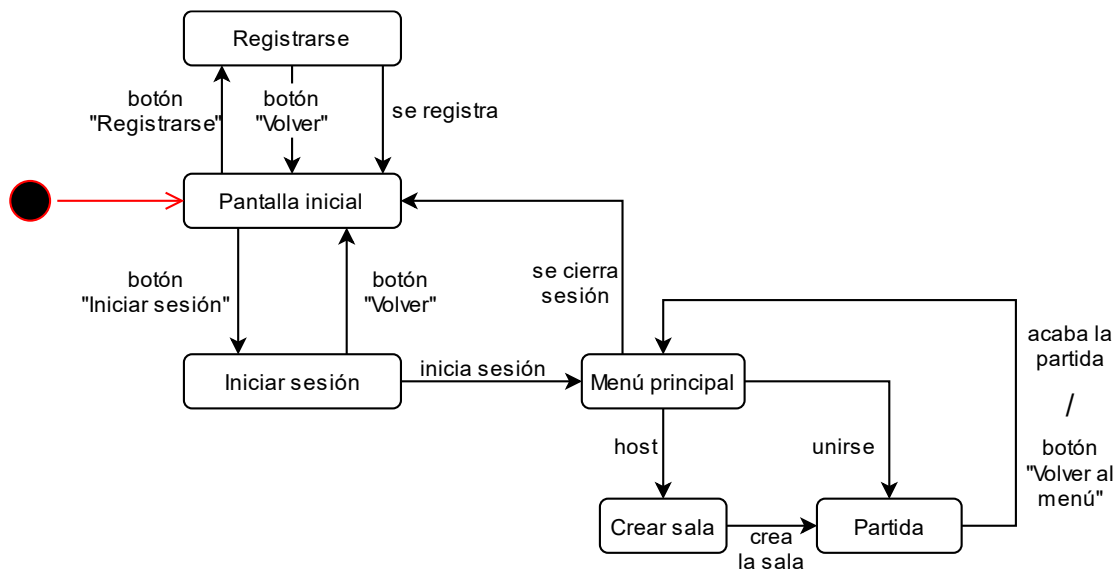 Registrarse
botón
"Registrarse"
botón
"Volver"
se registra
Pantalla inicial
botón
"Iniciar sesión"
botón
"Volver"
se cierra
sesión
Iniciar sesión
inicia sesión
Menú principal
acaba la
partida
/
botón
"Volver al
menú"
host
unirse
Crear sala
crea
la sala
Partida